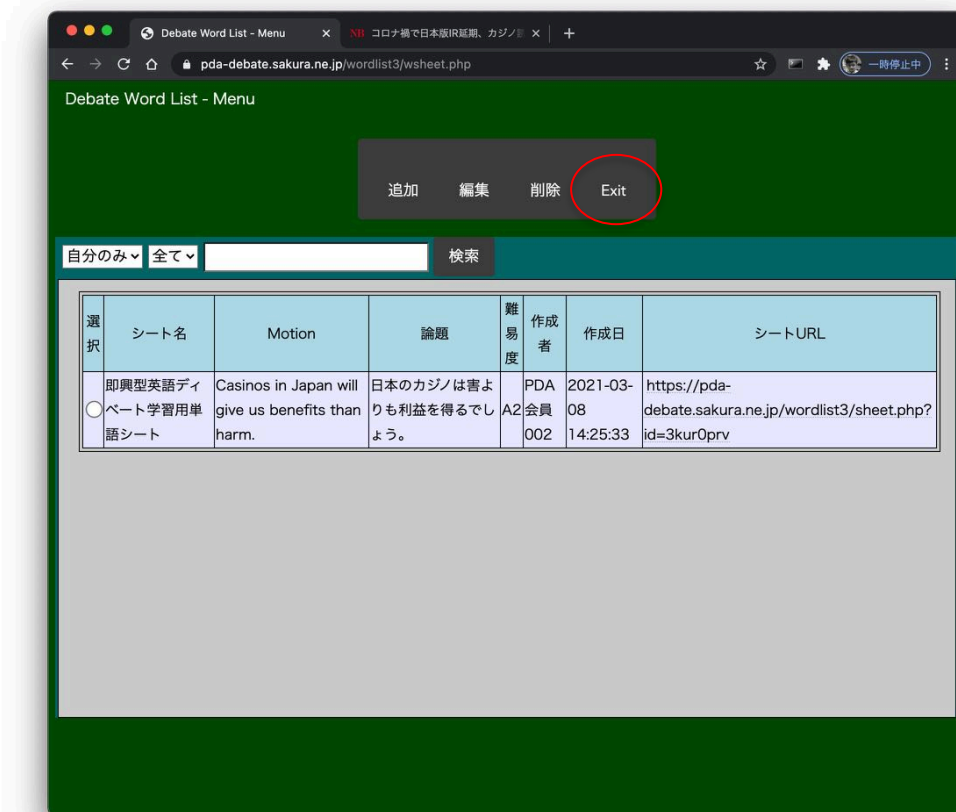 Debate Word List - Menu
NB コロナ禍で日本版IR延期、カジノ
pda-debate.sakura.ne.jp/wordlist3/wsheet.php
一時停止中
Debate Word List - Menu
追加 編集 削除 Exit
自分のみ 全て 検索
選択 シート名 Motion 論題 難易度 作成者 作成日 シートURL
即興型英語ディ Casinos in Japan will 日本のカジノは害よ PDA 2021-03- https://pda-
ベート学習用単 give us benefits than りも利益を得るでし A2 会員 08 debate.sakura.ne.jp/wordlist3/sheet.php?
語シート harm. ょう。 002 14:25:33 id=3kur0prv